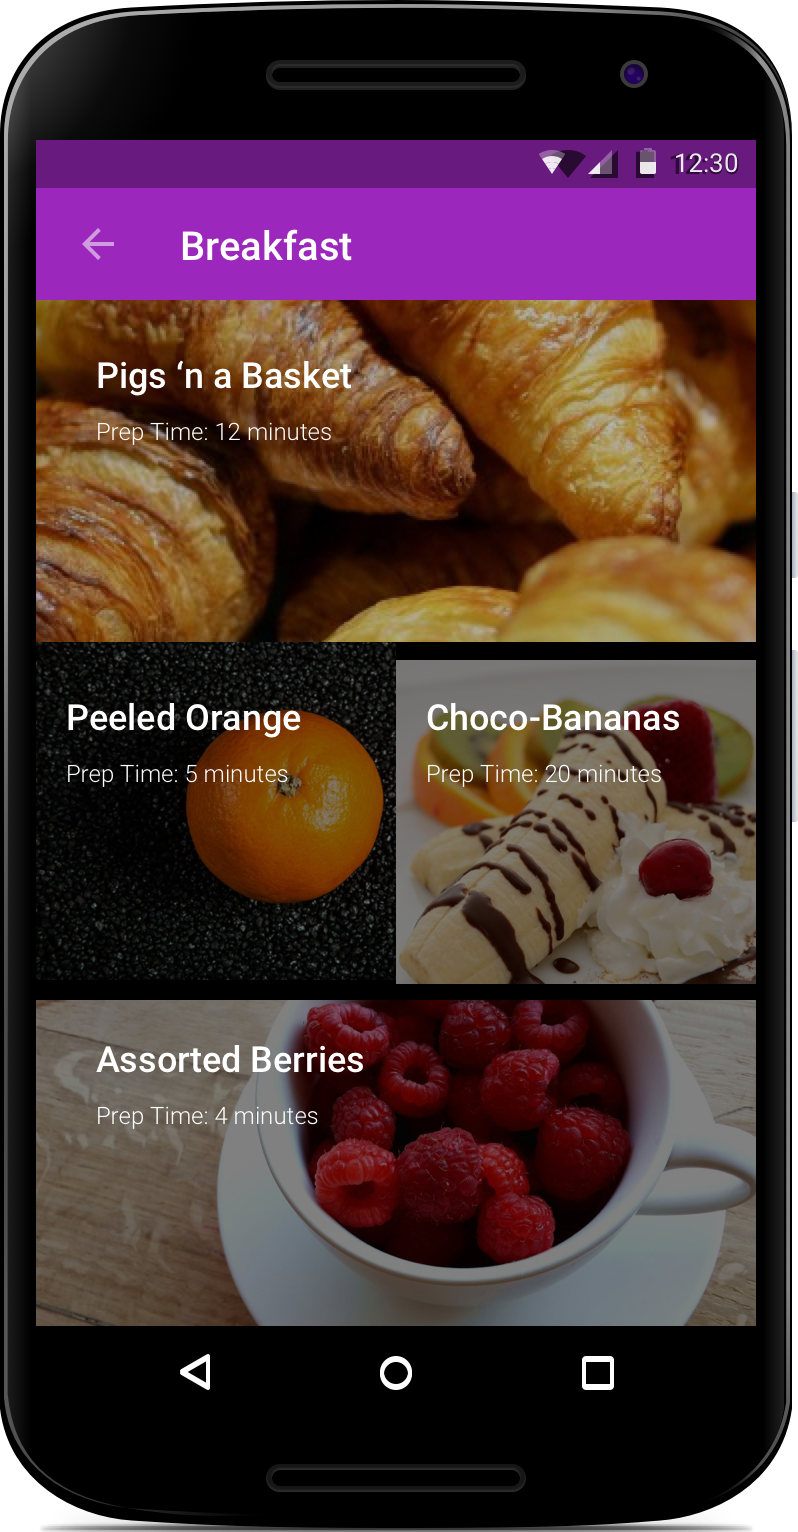 12:30
Breakfast
Pigs ‘n a Basket
Prep Time: 12 minutes
Peeled Orange
Prep Time: 5 minutes
Choco-Bananas
Prep Time: 20 minutes
Assorted Berries
Prep Time: 4 minutes